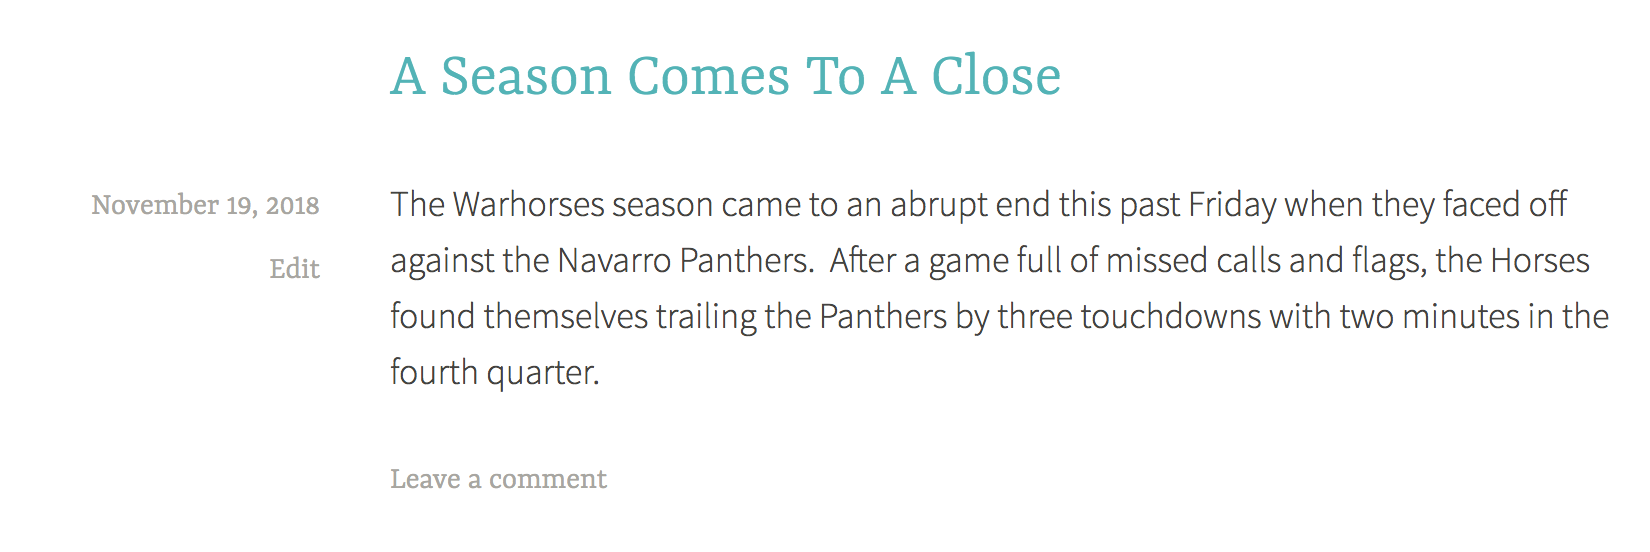 A Season Comes To A Close
November 19, 2018
Edit
The Warhorses season came to an abrupt end this past Friday when they faced off
against the Navarro Panthers.  After a game full of missed calls and flags, the Horses
found themselves trailing the Panthers by three touchdowns with two minutes in the
fourth quarter.
Leave a comment